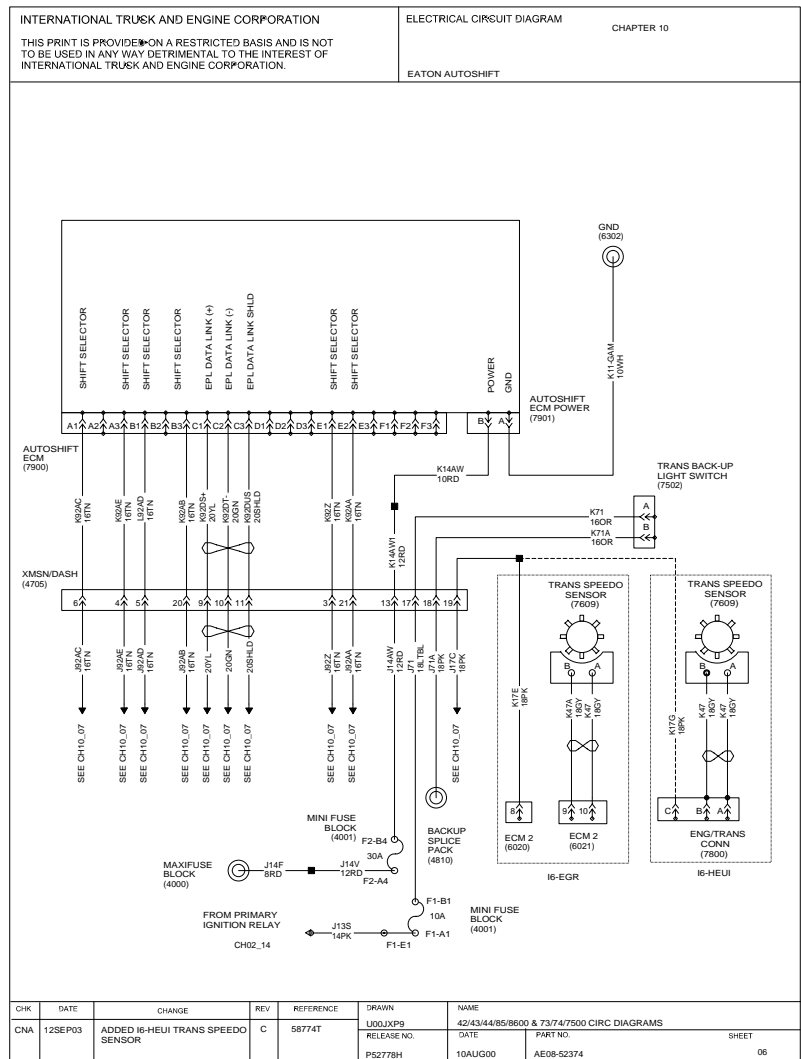 INTERNATIONAL TRUCK AND ENGINE CORPORATION
THIS PRINT IS PROVIDED ON A RESTRICTED BASIS AND IS NOT
TO BE USED IN ANY WAY DETRIMENTAL TO THE INTEREST OF
INTERNATIONAL TRUCK AND ENGINE CORPORATION.
ELECTRICAL CIRCUIT DIAGRAM
CHAPTER 10
EATON AUTOSHIFT
GND
(6302)
K11-GAM
10WH
SHIFT SELECTOR
SHIFT SELECTOR
SHIFT SELECTOR
SHIFT SELECTOR
EPL DATA LINK (+)
EPL DATA LINK (-)
EPL DATA LINK SHLD
SHIFT SELECTOR
SHIFT SELECTOR
POWER
GND
A1 A2 A3 B1 B2 B3 C1 C2 C3 D1 D2 D3 E1 E2 E3 F1 F2 F3
B A
AUTOSHIFT
ECM POWER
(7901)
AUTOSHIFT
ECM
(7900)
K92AC
16TN
K92AE
16TN
L92AD
16TN
K92AB
16TN
K92DS+
20YL
K92DT-
20GN
K92DUS
20SHLD
K92Z
16TN
K92AA
16TN
K14AW
10RD
K14AW1
12RD
TRANS BACK-UP
LIGHT SWITCH
(7502)
A
B
K71
16OR
K71A
16OR
XMSN/DASH
(4705)
6 4 5 20 9 10 11 3 21 13 17 18 19
J92AC
16TN
J92AE
16TN
J92AD
16TN
J92AB
16TN
20YL
20GN
20SHLD
J92Z
16TN
J92AA
16TN
J14AW
12RD
J71
18LTBL
J71A
18PK
J17C
18PK
SEE CH10_07
SEE CH10_07
SEE CH10_07
SEE CH10_07
SEE CH10_07
SEE CH10_07
SEE CH10_07
SEE CH10_07
SEE CH10_07
SEE CH10_07
TRANS SPEEDO
SENSOR
(7609)
B A
K17E
18PK
K47A
18GY
K47
18GY
8
ECM 2
(6020)
9 10
ECM 2
(6021)
I6-EGR
TRANS SPEEDO
SENSOR
(7609)
B A
K17G
18PK
K47
18GY
K47
18GY
C B A
ENG/TRANS
CONN
(7800)
I6-HEUI
MINI FUSE
BLOCK
(4001)
F2-B4
30A
F2-A4
BACKUP
SPLICE
PACK
(4810)
MAXIFUSE
BLOCK
(4000)
J14F
8RD
J14V
12RD
F1-B1
10A
F1-A1
MINI FUSE
BLOCK
(4001)
FROM PRIMARY
IGNITION RELAY
CH02_14
J13S
14PK
F1-E1
CHK DATE CHANGE REV REFERENCE DRAWN NAME
CNA 12SEP03 ADDED I6-HEUI TRANS SPEEDO
SENSOR
C 58774T
U00JXP9 42/43/44/85/8600 & 73/74/7500 CIRC DIAGRAMS
RELEASE NO. DATE PART NO. SHEET
P52778H 10AUG00 AE08-52374 06